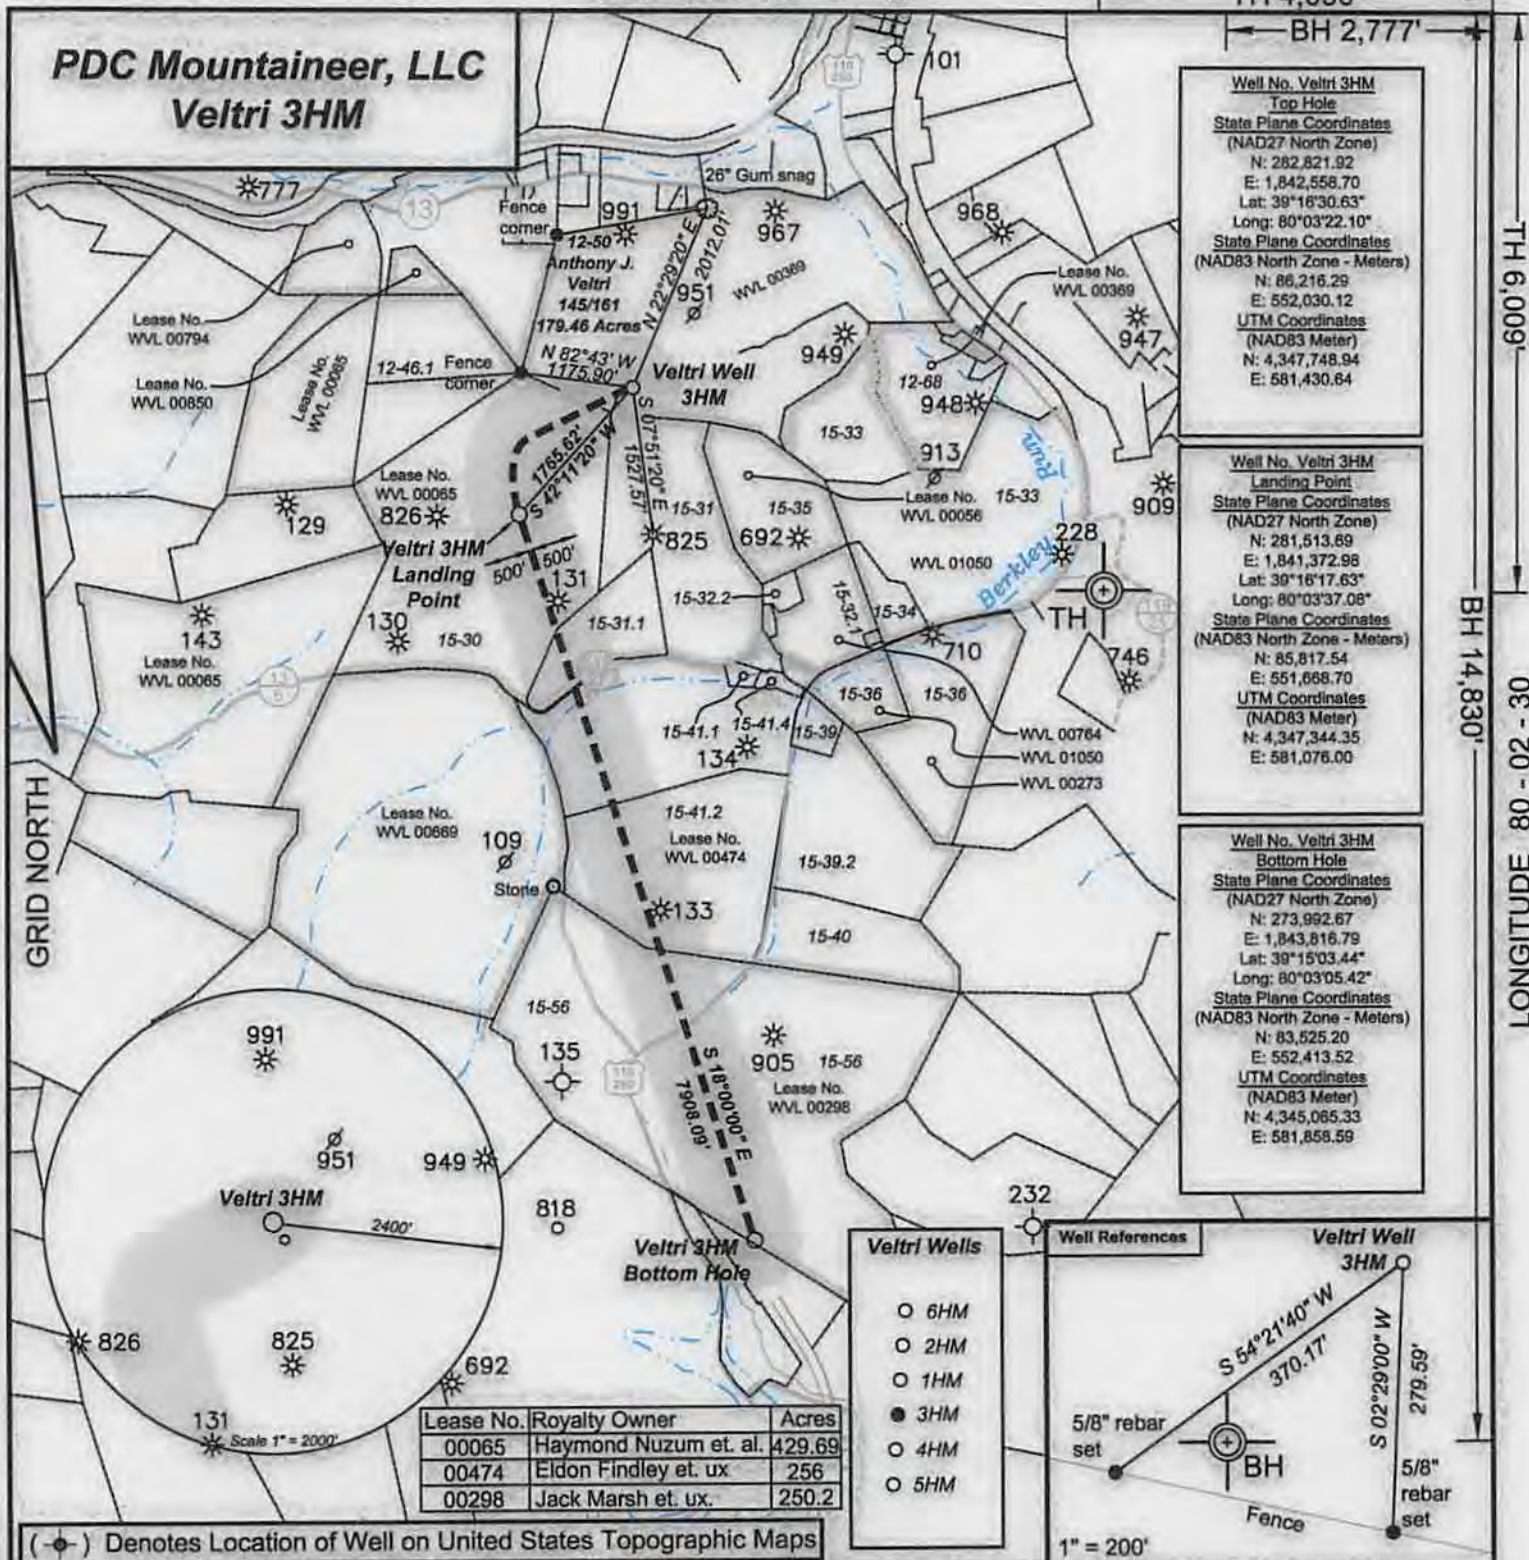 BH 2,777'
PDC Mountaineer, LLC
Veltri 3HM
101
777
13
Fence
corner
991
26" Gum snag
967
968
12-50
Anthony J.
Veltri
145/161
179.46 Acres
N 22°29'20" E
2012.01'
951
WVL 00369
Lease No.
WVL 00369
947
Lease No.
WVL 00794
Lease No.
WVL 00850
Lease No.
WVL 00065
12-46.1
Fence
corner
N 82°43' W
1175.90'
Veltri Well
3HM
949
12-68
948
15-33
913
Lease No.
WVL 00056
15-33
909
Lease No.
WVL 00065
826
129
1765.62'
S 42°11'20" W
S 07°51'20" E
1527.57'
15-31
825
15-35
692
WVL 01050
Berkley Run
228
TH
Veltri 3HM
Landing
Point
500'
500'
131
15-31.1
15-32.2
15-32.1
15-34
710
746
143
Lease No.
WVL 00065
130
15-30
13
6
15-36
15-36
15-41.1
15-41.4
15-39
134
WVL 00764
WVL 01050
WVL 00273
GRID NORTH
Lease No.
WVL 00669
109
Stone
15-41.2
Lease No.
WVL 00474
15-39.2
133
15-40
15-56
135
905
15-56
Lease No.
WVL 00298
S 18°00'00" E
7908.09'
818
232
Veltri 3HM
Bottom Hole
991
951
949
Veltri 3HM
2400'
826
825
692
131
Scale 1" = 2000'
Well No. Veltri 3HM
Top Hole
State Plane Coordinates
(NAD27 North Zone)
N: 282,821.92
E: 1,842,558.70
Lat: 39°16'30.63"
Long: 80°03'22.10"
State Plane Coordinates
(NAD83 North Zone - Meters)
N: 86,216.29
E: 552,030.12
UTM Coordinates
(NAD83 Meter)
N: 4,347,748.94
E: 581,430.64
Well No. Veltri 3HM
Landing Point
State Plane Coordinates
(NAD27 North Zone)
N: 281,513.69
E: 1,841,372.98
Lat: 39°16'17.63"
Long: 80°03'37.08"
State Plane Coordinates
(NAD83 North Zone - Meters)
N: 85,817.54
E: 551,668.70
UTM Coordinates
(NAD83 Meter)
N: 4,347,344.35
E: 581,076.00
Well No. Veltri 3HM
Bottom Hole
State Plane Coordinates
(NAD27 North Zone)
N: 273,992.67
E: 1,843,816.79
Lat: 39°15'03.44"
Long: 80°03'05.42"
State Plane Coordinates
(NAD83 North Zone - Meters)
N: 83,525.20
E: 552,413.52
UTM Coordinates
(NAD83 Meter)
N: 4,345,065.33
E: 581,858.59
TH 6,009'
BH 14,830'
LONGITUDE 80 - 02 - 30
Lease No. Royalty Owner Acres
00065 Haymond Nuzum et. al. 429.69
00474 Eldon Findley et. ux 256
00298 Jack Marsh et. ux. 250.2
Veltri Wells
6HM
2HM
1HM
3HM
4HM
5HM
Well References
Veltri Well
3HM
S 54°21'40" W
370.17'
S 02°29'00" W
279.59'
5/8" rebar
set
BH
5/8"
rebar
set
Fence
1" = 200'
( ) Denotes Location of Well on United States Topographic Maps